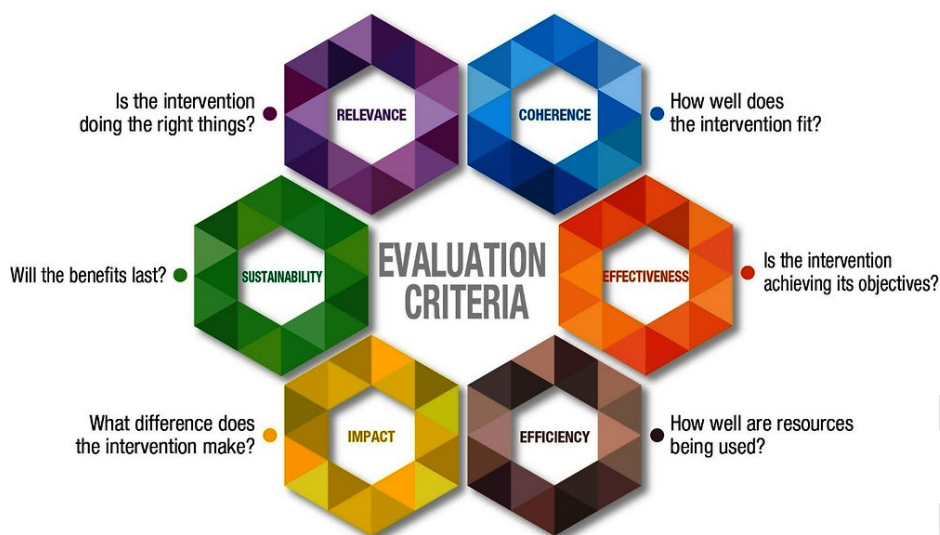 Is the intervention
doing the right things?
RELEVANCE
COHERENCE
How well does
the intervention fit?
Will the benefits last?
SUSTAINABILITY
EVALUATION
CRITERIA
EFFECTIVENESS
Is the intervention
achieving its objectives?
What difference does
the intervention make?
IMPACT
EFFICIENCY
How well are resources
being used?